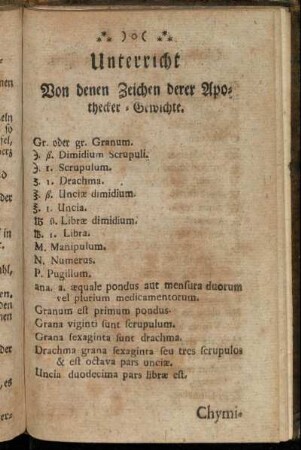 ⁂ )o( ⁂
Unterricht
Von denen Zeichen derer Apo-
thecker-Gewichte.
Gr. oder gr. Granum.
℈. ß. Dimidium Scrupuli.
℈. 1. Scrupulum.
ʒ. 1. Drachma.
℥. ß. Unciæ dimidium.
℥. 1. Uncia.
℔ ß. Libræ dimidium.
℔. 1. Libra.
M. Manipulum.
N. Numerus.
P. Pugillum.
ana. a. æquale pondus aut mensura duorum
vel plurium medicamentorum.
Granum est primum pondus.
Grana viginti sunt scrupulum.
Grana sexaginta sunt drachma.
Drachma grana sexaginta seu tres scrupulos
& est octava pars unciæ.
Uncia duodecima pars libræ est.
Chymi-